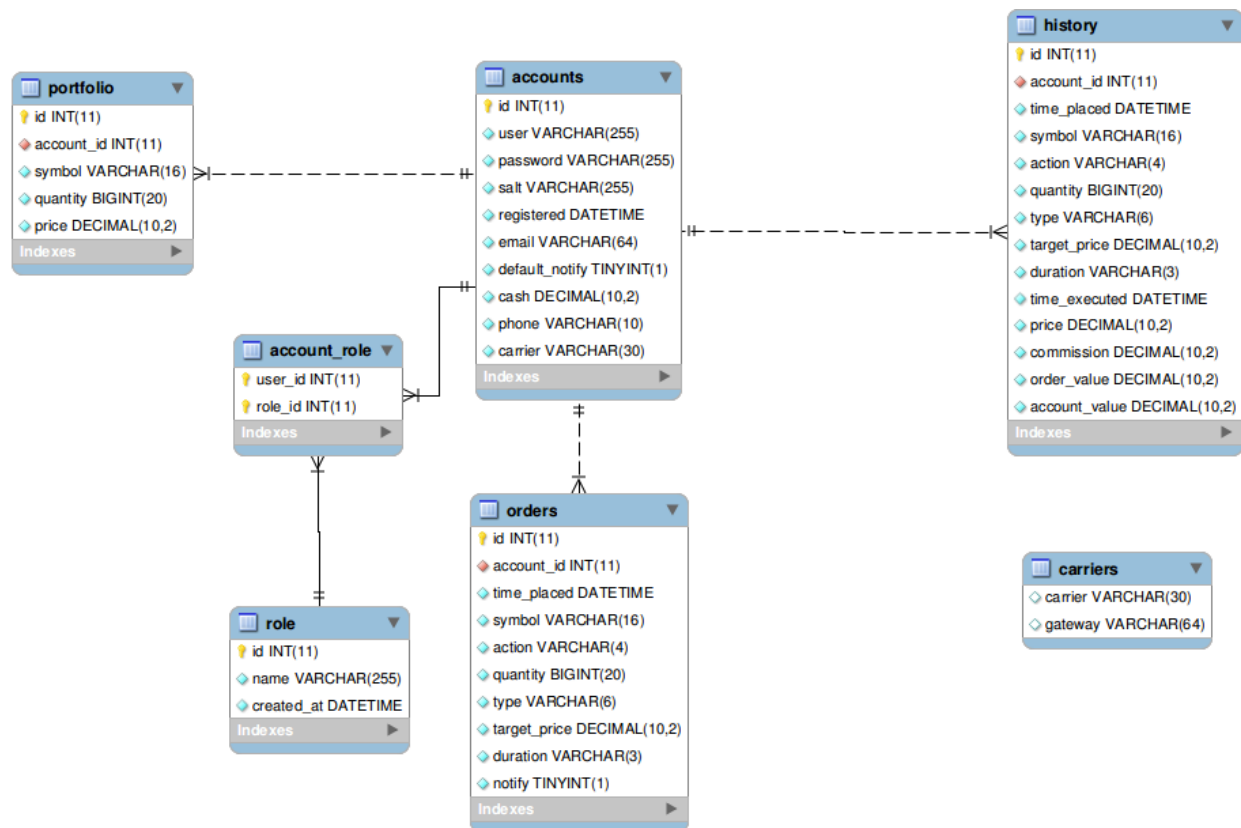 portfolio
id INT(11)
account_id INT(11)
symbol VARCHAR(16)
quantity BIGINT(20)
price DECIMAL(10,2)
Indexes
accounts
id INT(11)
user VARCHAR(255)
password VARCHAR(255)
salt VARCHAR(255)
registered DATETIME
email VARCHAR(64)
default_notify TINYINT(1)
cash DECIMAL(10,2)
phone VARCHAR(10)
carrier VARCHAR(30)
Indexes
history
id INT(11)
account_id INT(11)
time_placed DATETIME
symbol VARCHAR(16)
action VARCHAR(4)
quantity BIGINT(20)
type VARCHAR(6)
target_price DECIMAL(10,2)
duration VARCHAR(3)
time_executed DATETIME
price DECIMAL(10,2)
commission DECIMAL(10,2)
order_value DECIMAL(10,2)
account_value DECIMAL(10,2)
Indexes
account_role
user_id INT(11)
role_id INT(11)
Indexes
role
id INT(11)
name VARCHAR(255)
created_at DATETIME
Indexes
orders
id INT(11)
account_id INT(11)
time_placed DATETIME
symbol VARCHAR(16)
action VARCHAR(4)
quantity BIGINT(20)
type VARCHAR(6)
target_price DECIMAL(10,2)
duration VARCHAR(3)
notify TINYINT(1)
Indexes
carriers
carrier VARCHAR(30)
gateway VARCHAR(64)